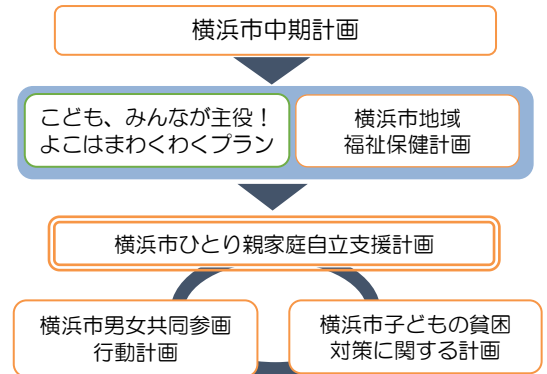 横浜市中期計画
こども、みんなが主役！
よこはまわくわくプラン
横浜市地域
福祉保健計画
横浜市ひとり親家庭自立支援計画
横浜市男女共同参画
行動計画
横浜市子どもの貧困
対策に関する計画